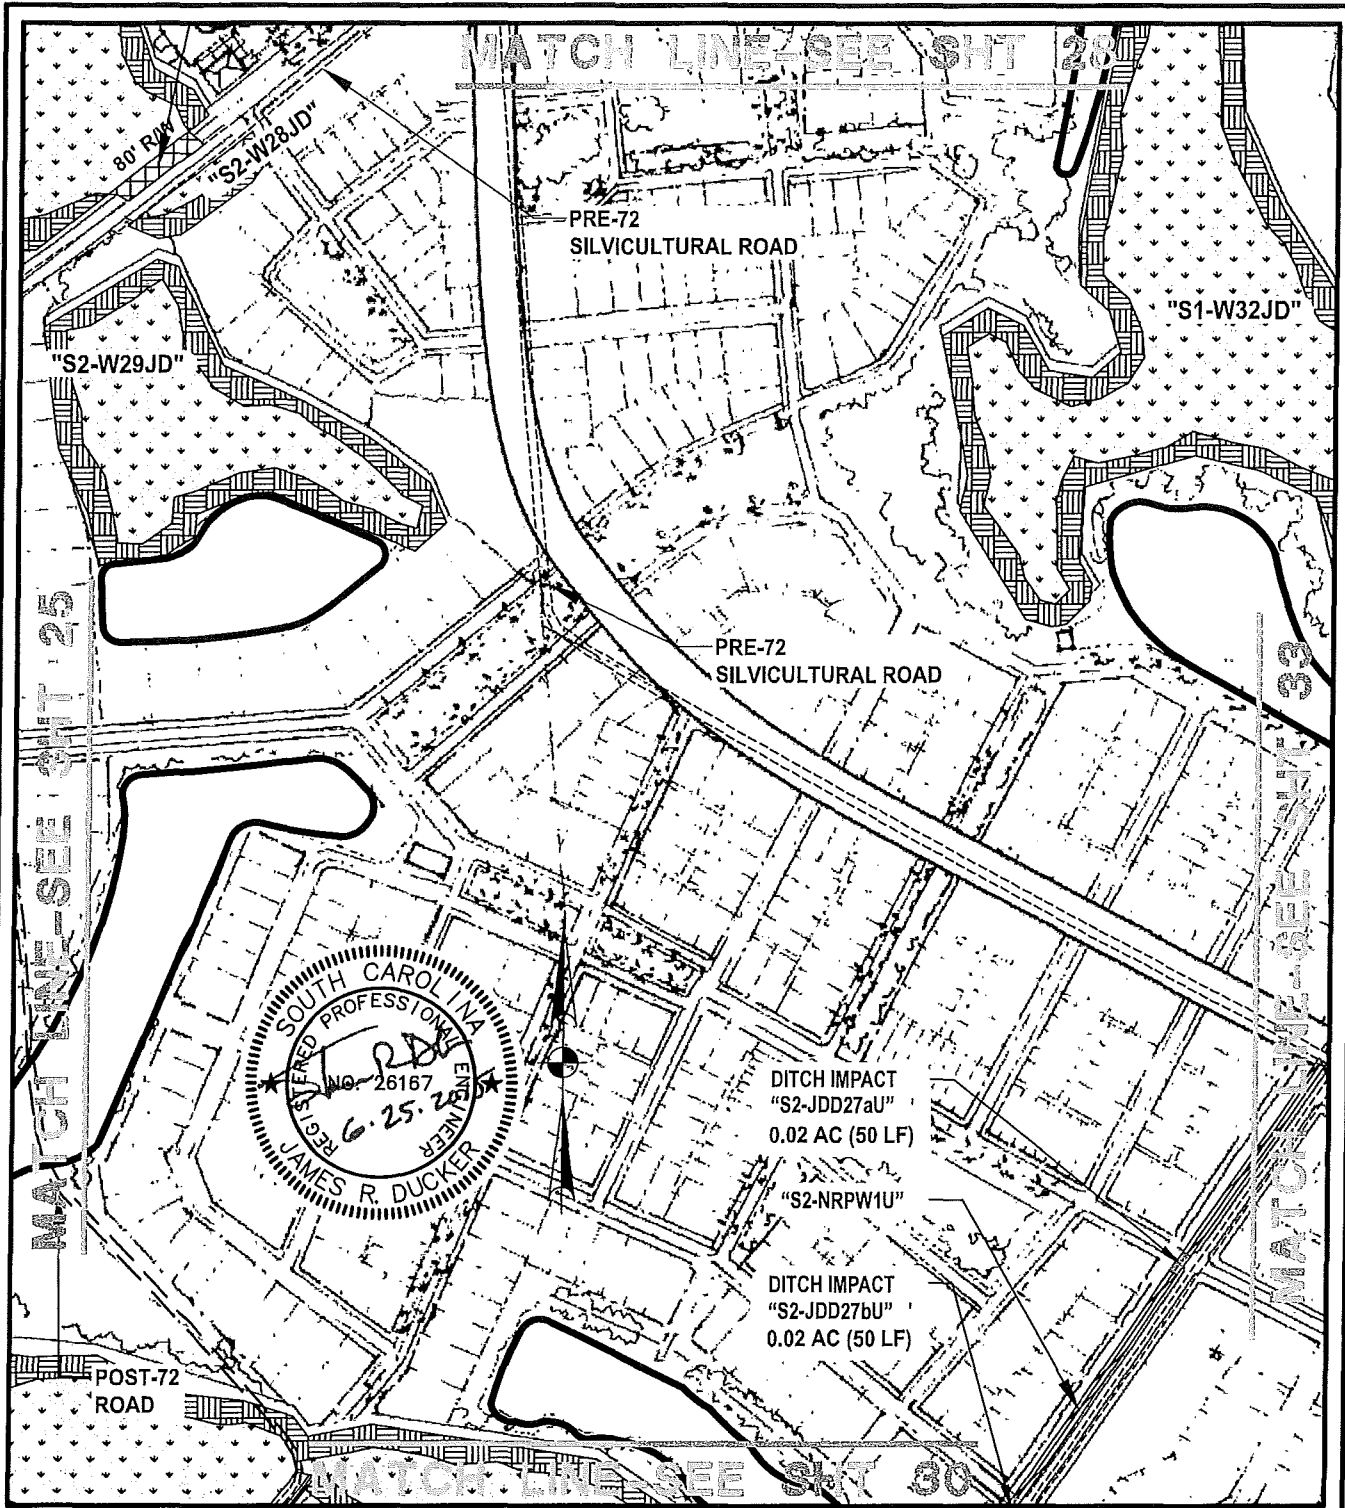 MATCH LINE-SEE SHT 28
80' R/W
"S2-W28JD"
PRE-72
SILVICULTURAL ROAD
"S1-W32JD"
"S2-W29JD"
MATCH LINE-SEE SHT 25
PRE-72
SILVICULTURAL ROAD
MATCH LINE-SEE SHT 33
SOUTH CAROLINA
REGISTERED PROFESSIONAL ENGINEER
NO. 26167
JAMES R. DUCKER
DITCH IMPACT
"S2-JDD27aU"
0.02 AC (50 LF)
"S2-NRPW1U"
DITCH IMPACT
"S2-JDD27bU"
0.02 AC (50 LF)
POST-72
ROAD
MATCH LINE SEE SHT 30